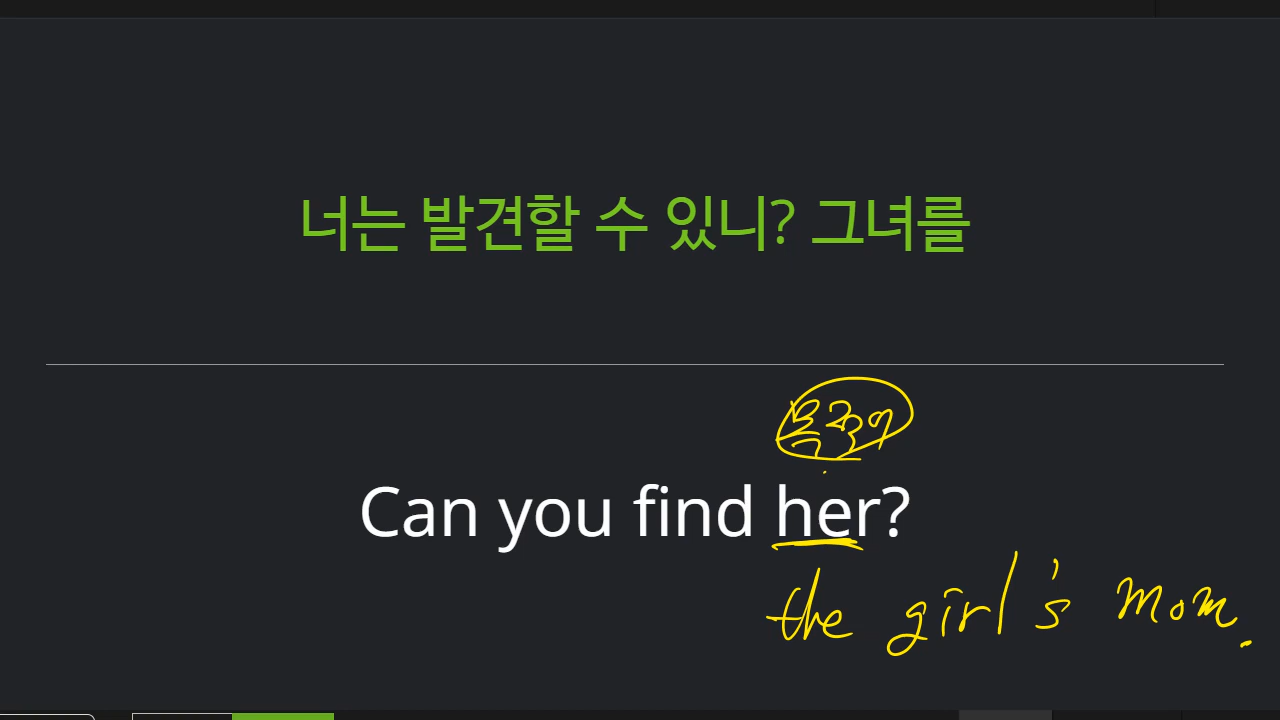 너는 발견할 수 있니? 그녀를
목적어
Can you find her?
the girl's mom.